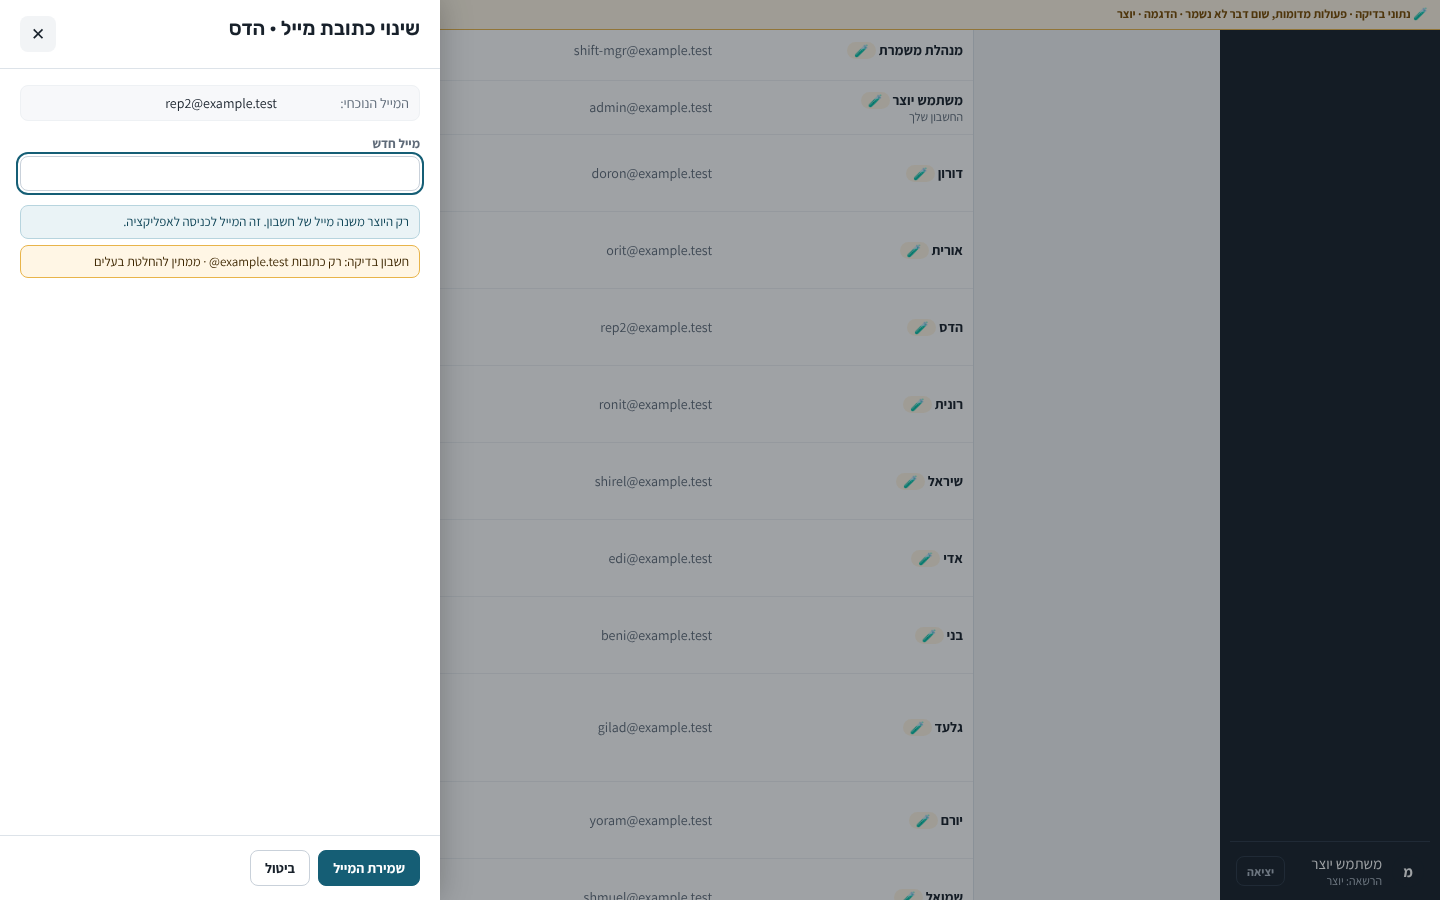 🧪 נתוני בדיקה · פעולות מדומות, שום דבר לא נשמר · הדגמה · יוצר
שינוי כתובת מייל • הדס
✕
המייל הנוכחי: rep2@example.test
מייל חדש
רק היוצר משנה מייל של חשבון. זה המייל לכניסה לאפליקציה.
חשבון בדיקה: רק כתובות @example.test · ממתין להחלטת בעלים
שמירת המייל
ביטול
מנהלת משמרת 🧪 shift-mgr@example.test
משתמש יוצר 🧪 admin@example.test
החשבון שלך
דורון 🧪 doron@example.test
אורית 🧪 orit@example.test
הדס 🧪 rep2@example.test
רונית 🧪 ronit@example.test
שיראל 🧪 shirel@example.test
אדי 🧪 edi@example.test
בני 🧪 beni@example.test
גלעד 🧪 gilad@example.test
יורם 🧪 yoram@example.test
שמואל 🧪 shmuel@example.test
מ
משתמש יוצר
הרשאה: יוצר
יציאה